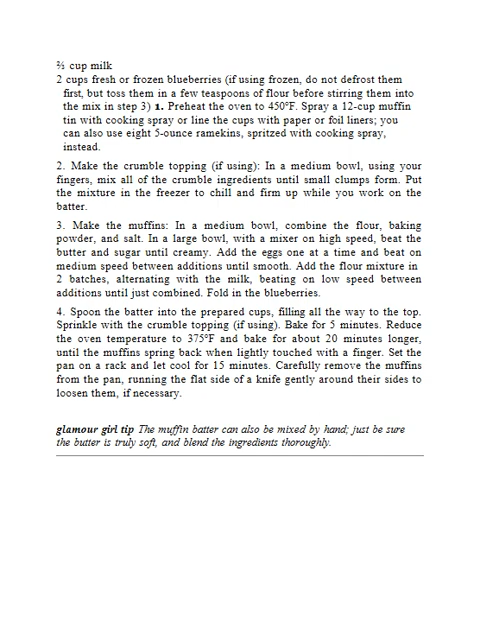 ⅔ cup milk
2 cups fresh or frozen blueberries (if using frozen, do not defrost them
first, but toss them in a few teaspoons of flour before stirring them into
the mix in step 3) 1. Preheat the oven to 450°F. Spray a 12-cup muffin
tin with cooking spray or line the cups with paper or foil liners; you
can also use eight 5-ounce ramekins, spritzed with cooking spray,
instead.
2. Make the crumble topping (if using): In a medium bowl, using your
fingers, mix all of the crumble ingredients until small clumps form. Put
the mixture in the freezer to chill and firm up while you work on the
batter.
3. Make the muffins: In a medium bowl, combine the flour, baking
powder, and salt. In a large bowl, with a mixer on high speed, beat the
butter and sugar until creamy. Add the eggs one at a time and beat on
medium speed between additions until smooth. Add the flour mixture in
2 batches, alternating with the milk, beating on low speed between
additions until just combined. Fold in the blueberries.
4. Spoon the batter into the prepared cups, filling all the way to the top.
Sprinkle with the crumble topping (if using). Bake for 5 minutes. Reduce
the oven temperature to 375°F and bake for about 20 minutes longer,
until the muffins spring back when lightly touched with a finger. Set the
pan on a rack and let cool for 15 minutes. Carefully remove the muffins
from the pan, running the flat side of a knife gently around their sides to
loosen them, if necessary.
glamour girl tip The muffin batter can also be mixed by hand; just be sure
the butter is truly soft, and blend the ingredients thoroughly.